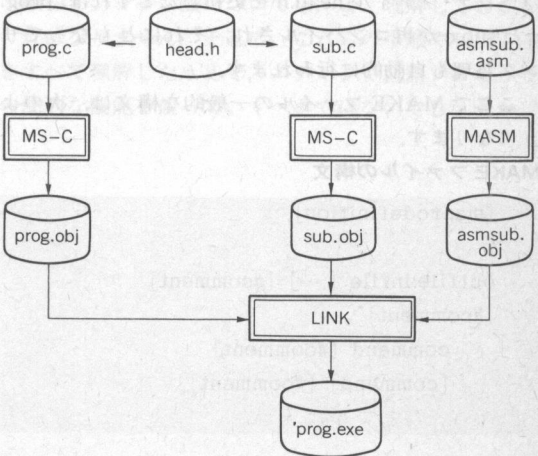 prog.c
head.h
sub.c
asmsub.
asm
MS-C
MS-C
MASM
prog.obj
sub.obj
asmsub.
obj
LINK
prog.exe